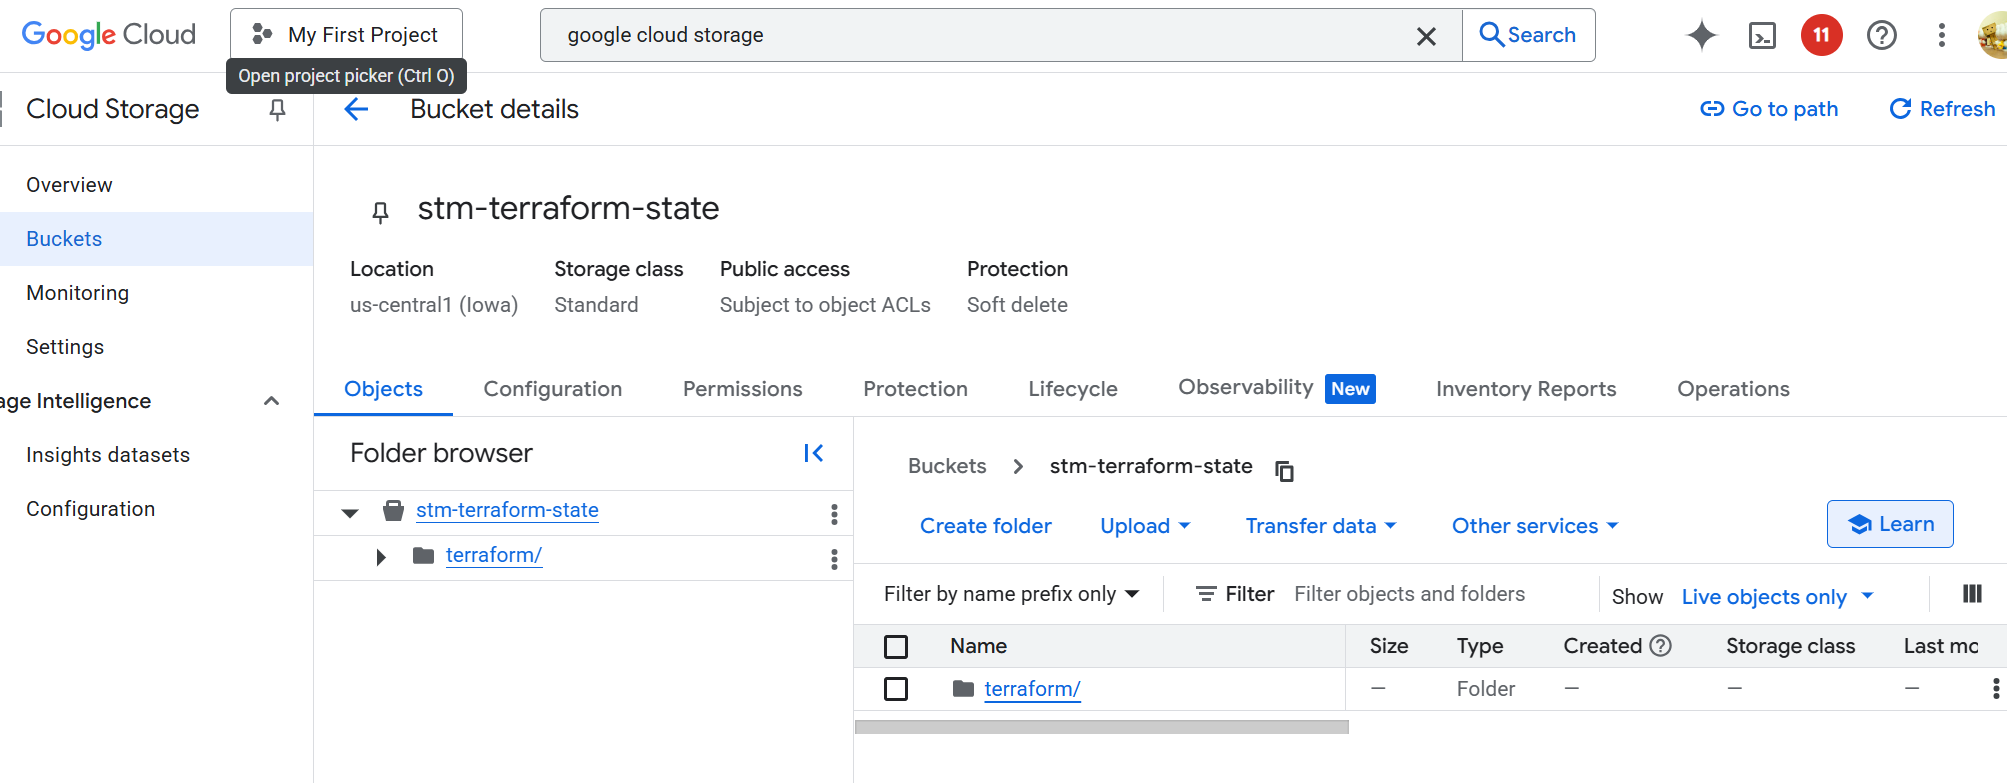 Google Cloud
My First Project
google cloud storage
Search
11
Open project picker (Ctrl O)
Cloud Storage
Bucket details
Go to path
Refresh
Overview
Buckets
Monitoring
Settings
age Intelligence
Insights datasets
Configuration
stm-terraform-state
Location Storage class Public access Protection
us-central1 (Iowa) Standard Subject to object ACLs Soft delete
Objects Configuration Permissions Protection Lifecycle Observability New Inventory Reports Operations
Folder browser
stm-terraform-state
terraform/
Buckets stm-terraform-state
Create folder Upload Transfer data Other services Learn
Filter by name prefix only Filter Filter objects and folders Show Live objects only
Name Size Type Created Storage class Last mo
terraform/ — Folder — — —